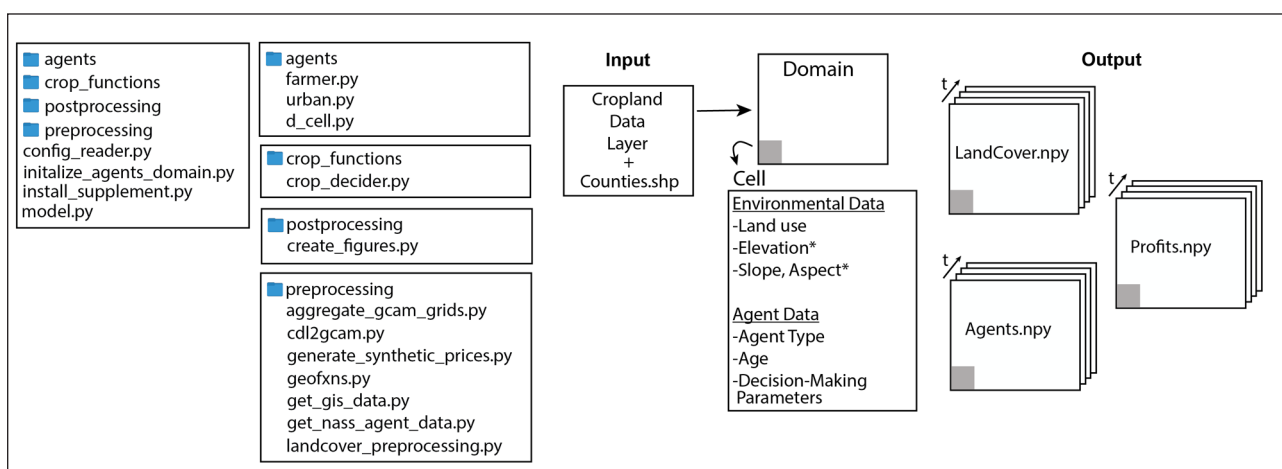 agents
crop_functions
postprocessing
preprocessing
config_reader.py
initalize_agents_domain.py
install_supplement.py
model.py
agents
farmer.py
urban.py
d_cell.py
crop_functions
crop_decider.py
postprocessing
create_figures.py
preprocessing
aggregate_gcam_grids.py
cdl2gcam.py
generate_synthetic_prices.py
geofxns.py
get_gis_data.py
get_nass_agent_data.py
landcover_preprocessing.py
Input
Cropland
Data
Layer
+
Counties.shp
Domain
Cell
Environmental Data
-Land use
-Elevation*
-Slope, Aspect*
Agent Data
-Agent Type
-Age
-Decision-Making
Parameters
Output
t
LandCover.npy
t
Profits.npy
t
Agents.npy